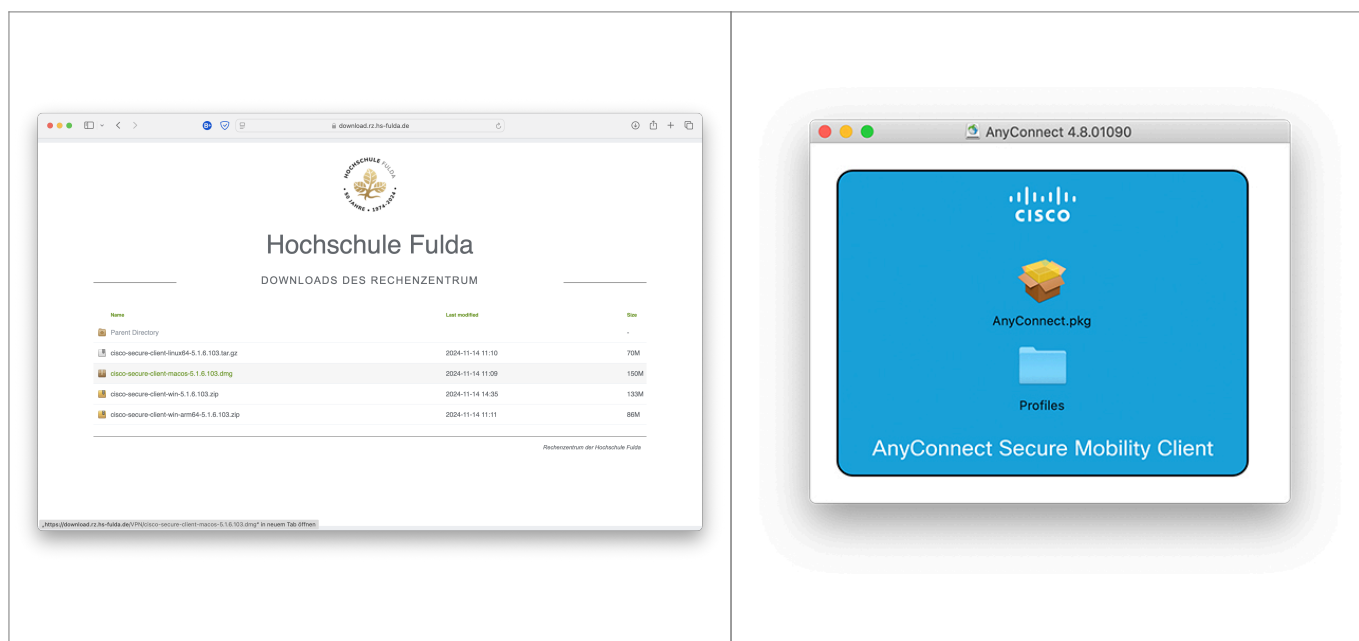 download.rz.hs-fulda.de
HOCHSCHULE FULDA
50 JAHRE • 1974-2024
Hochschule Fulda
DOWNLOADS DES RECHENZENTRUM
Name Last modified Size
Parent Directory -
cisco-secure-client-linux64-5.1.6.103.tar.gz 2024-11-14 11:10 70M
cisco-secure-client-macos-5.1.6.103.dmg 2024-11-14 11:09 150M
cisco-secure-client-win-5.1.6.103.zip 2024-11-14 14:35 133M
cisco-secure-client-win-arm64-5.1.6.103.zip 2024-11-14 11:11 86M
Rechenzentrum der Hochschule Fulda
„https://download.rz.hs-fulda.de/VPN/cisco-secure-client-macos-5.1.6.103.dmg“ in neuem Tab öffnen
AnyConnect 4.8.01090
CISCO
AnyConnect.pkg
Profiles
AnyConnect Secure Mobility Client